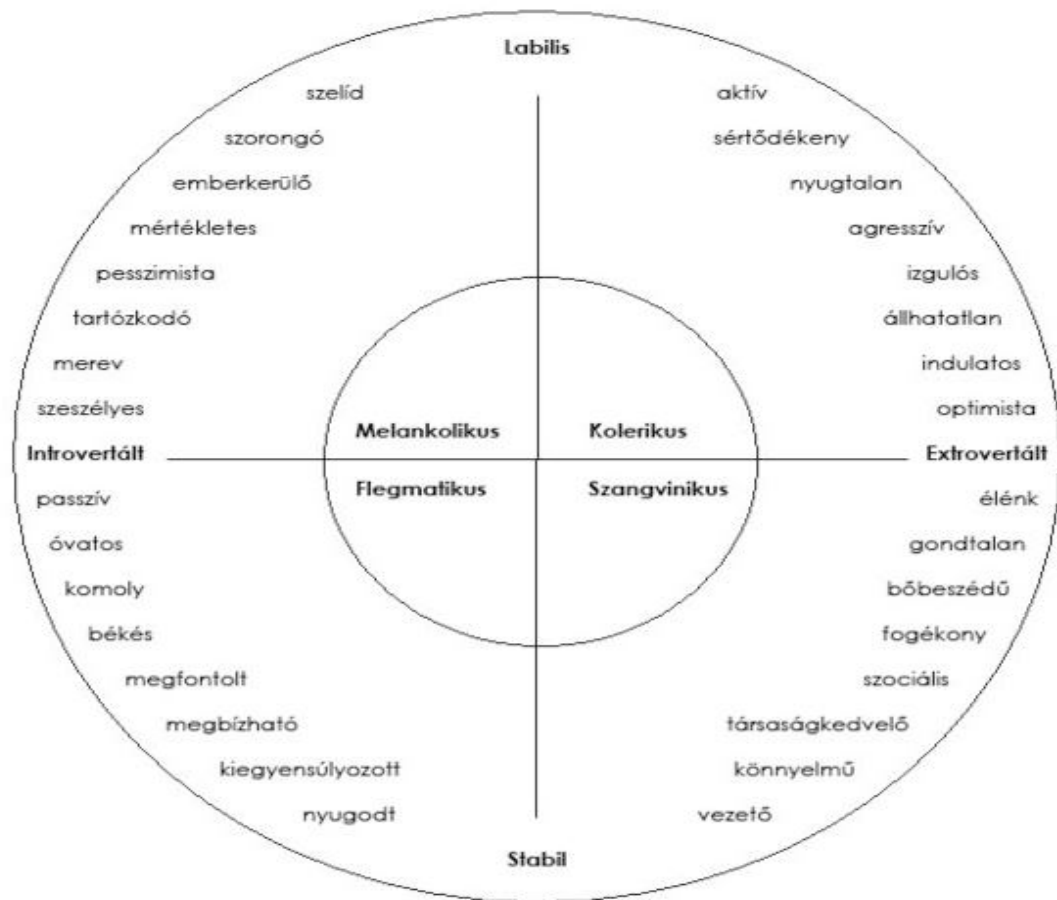 Labilis
szelíd aktív
szorongó sértődékeny
emberkerülő nyugtalan
mértékletes agresszív
pesszimista izgulós
tartózkodó állhatatlan
merev indulatos
szeszélyes optimista
Melankolikus Kolerikus
Introvertált Extrovertált
Flegmatikus Szangvinikus
passzív élénk
óvatos gondtalan
komoly bőbeszédű
békés fogékony
megfontolt szociális
megbízható társaságkedvelő
kiegyensúlyozott könnyelmű
nyugodt vezető
Stabil